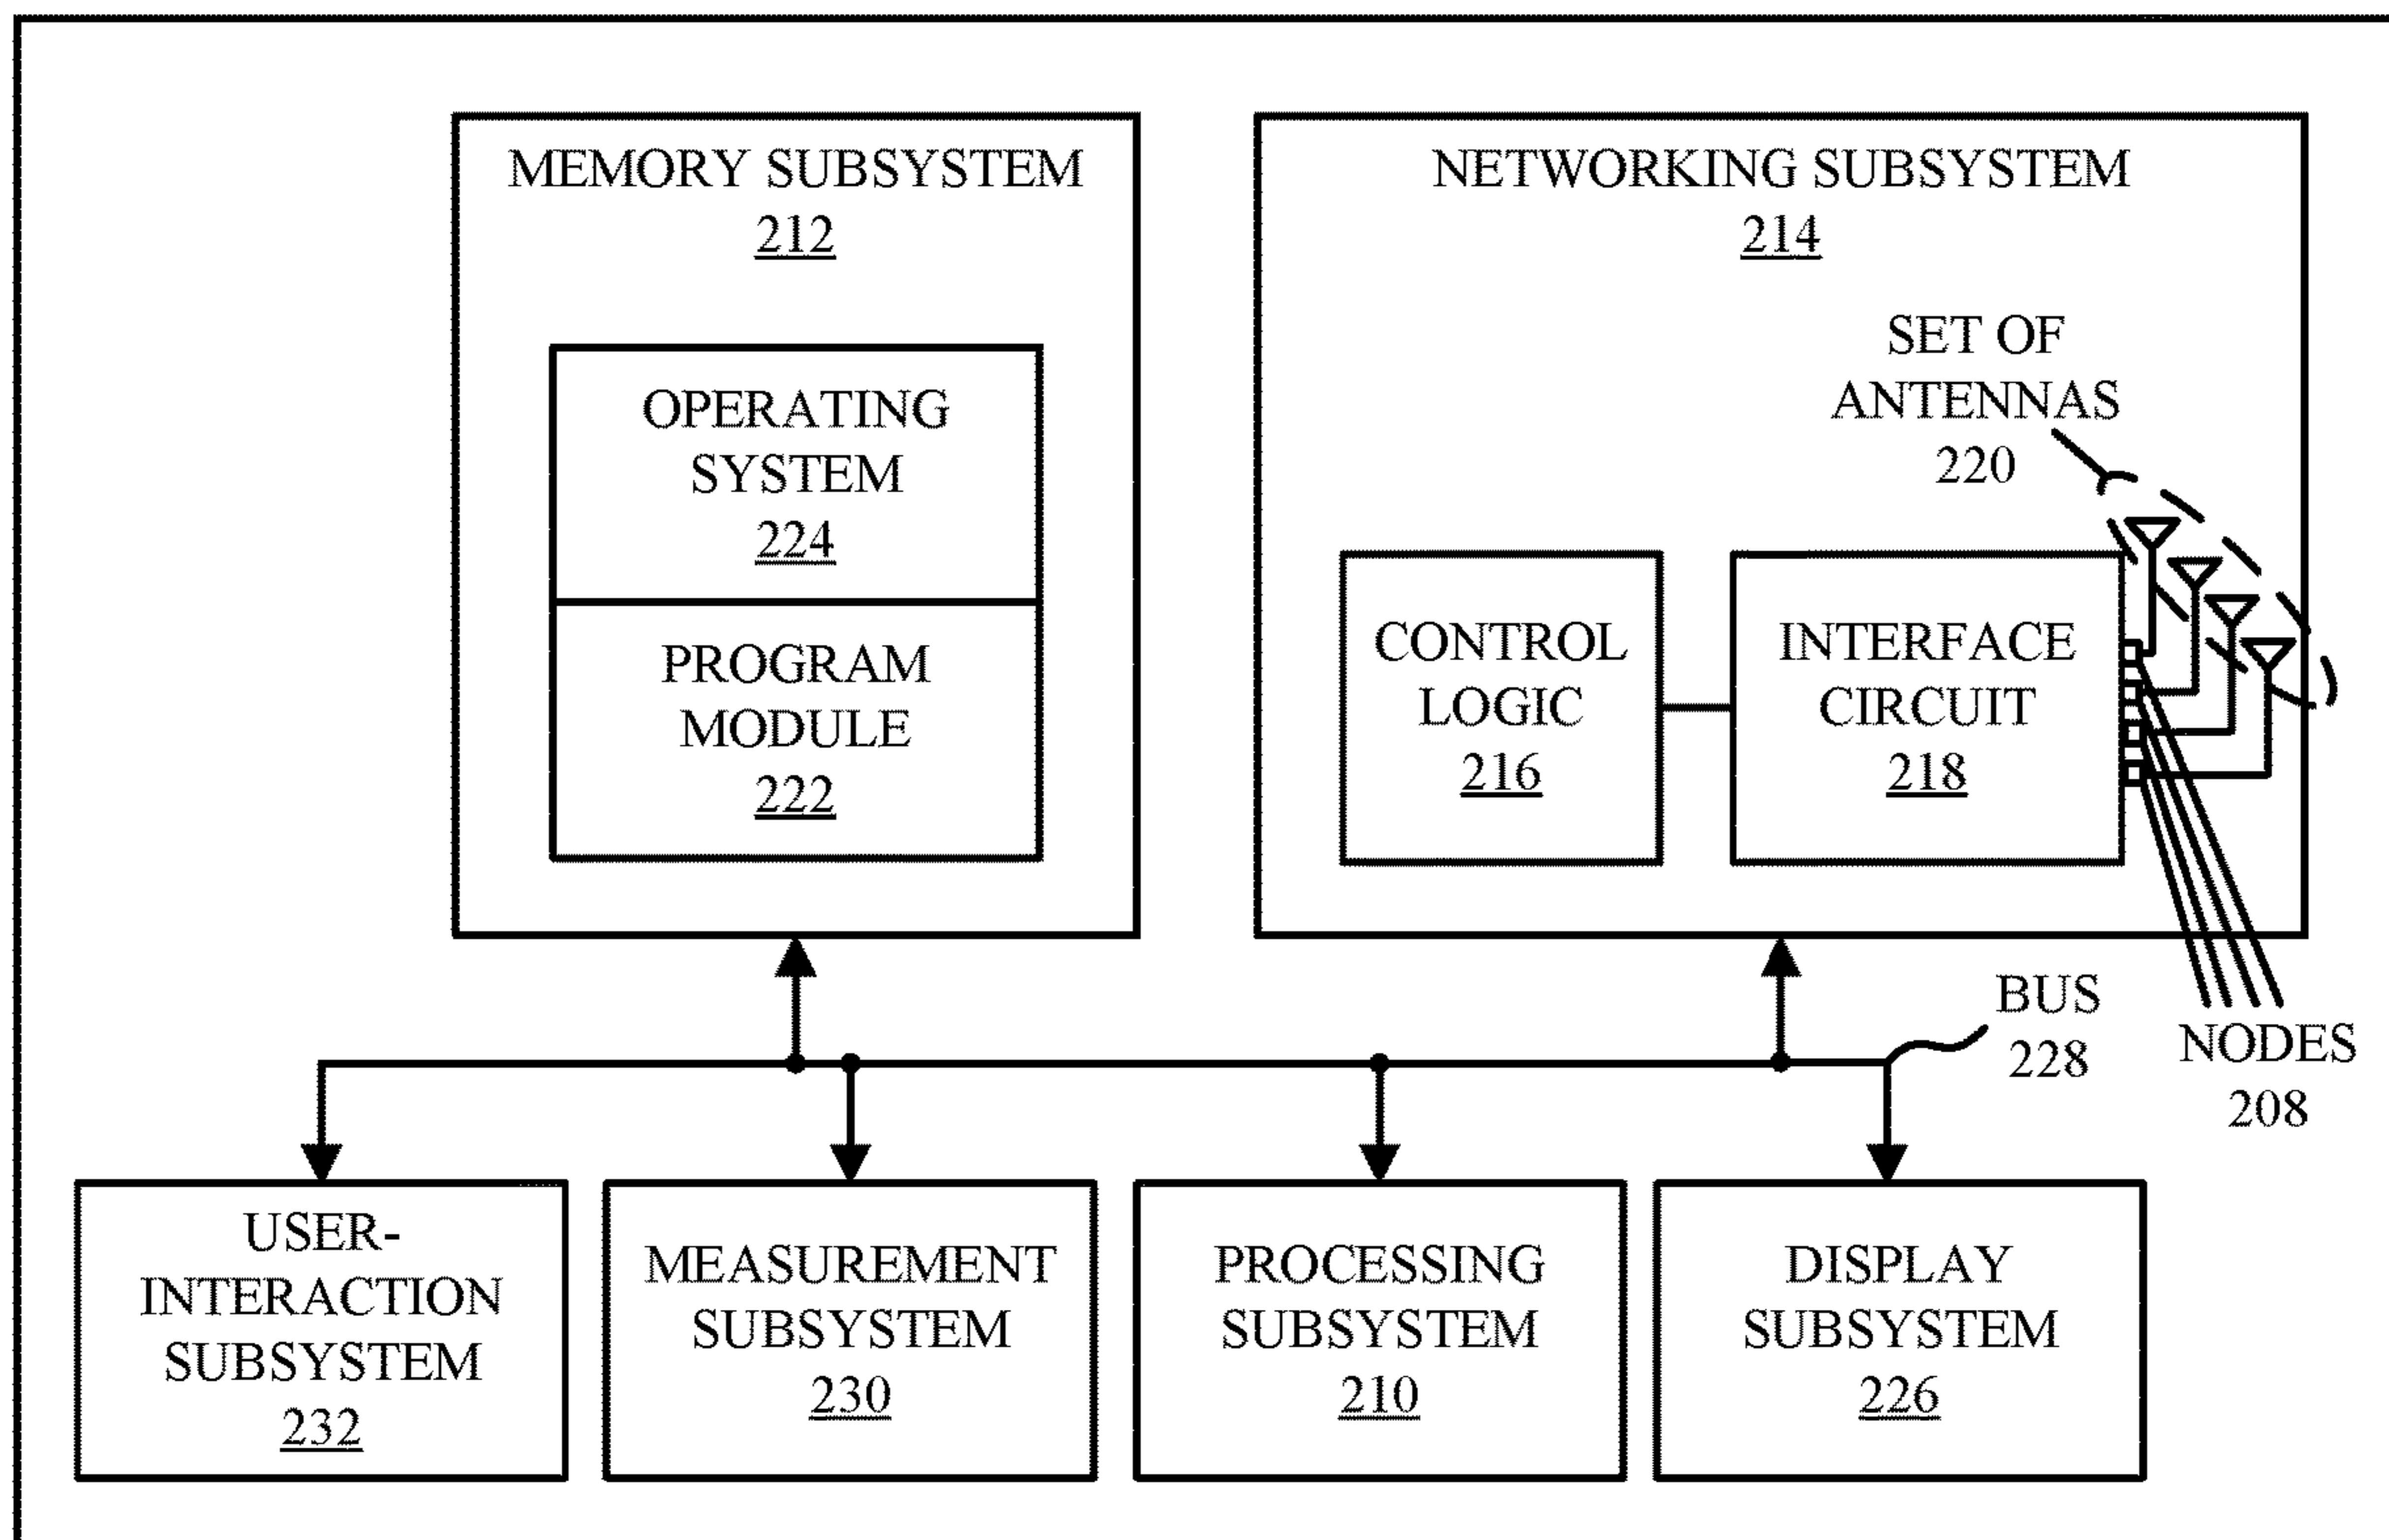 MEMORY SUBSYSTEM
212
OPERATING
SYSTEM
224
PROGRAM
MODULE
222
NETWORKING SUBSYSTEM
214
SET OF
ANTENNAS
220
CONTROL
LOGIC
216
INTERFACE
CIRCUIT
218
BUS
228
NODES
208
USER-
INTERACTION
SUBSYSTEM
232
MEASUREMENT
SUBSYSTEM
230
PROCESSING
SUBSYSTEM
210
DISPLAY
SUBSYSTEM
226